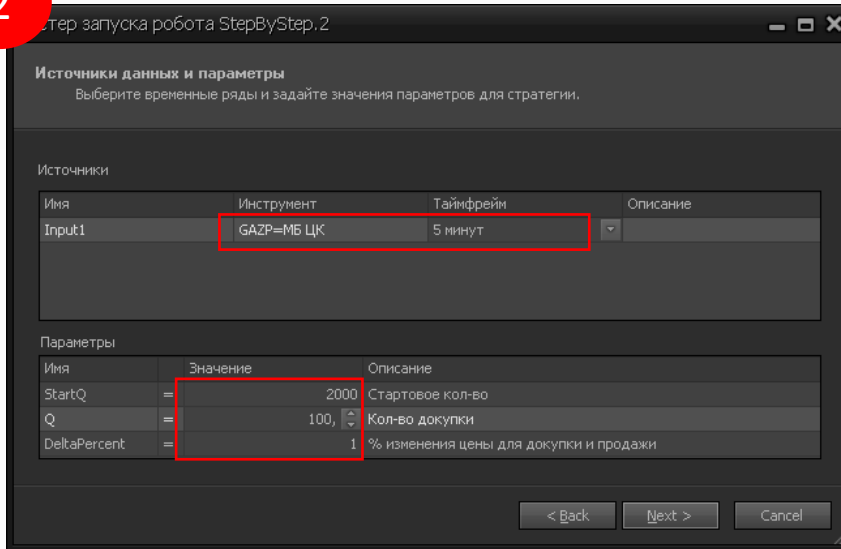 2
стер запуска робота StepByStep.2
Источники данных и параметры
Выберите временные ряды и задайте значения параметров для стратегии.
Источники
Имя Инструмент Таймфрейм Описание
Input1 GAZP=МБ ЦК 5 минут
Параметры
Имя Значение Описание
StartQ = 2000 Стартовое кол-во
Q = 100, Кол-во докупки
DeltaPercent = 1 % изменения цены для докупки и продажи
< Back Next > Cancel